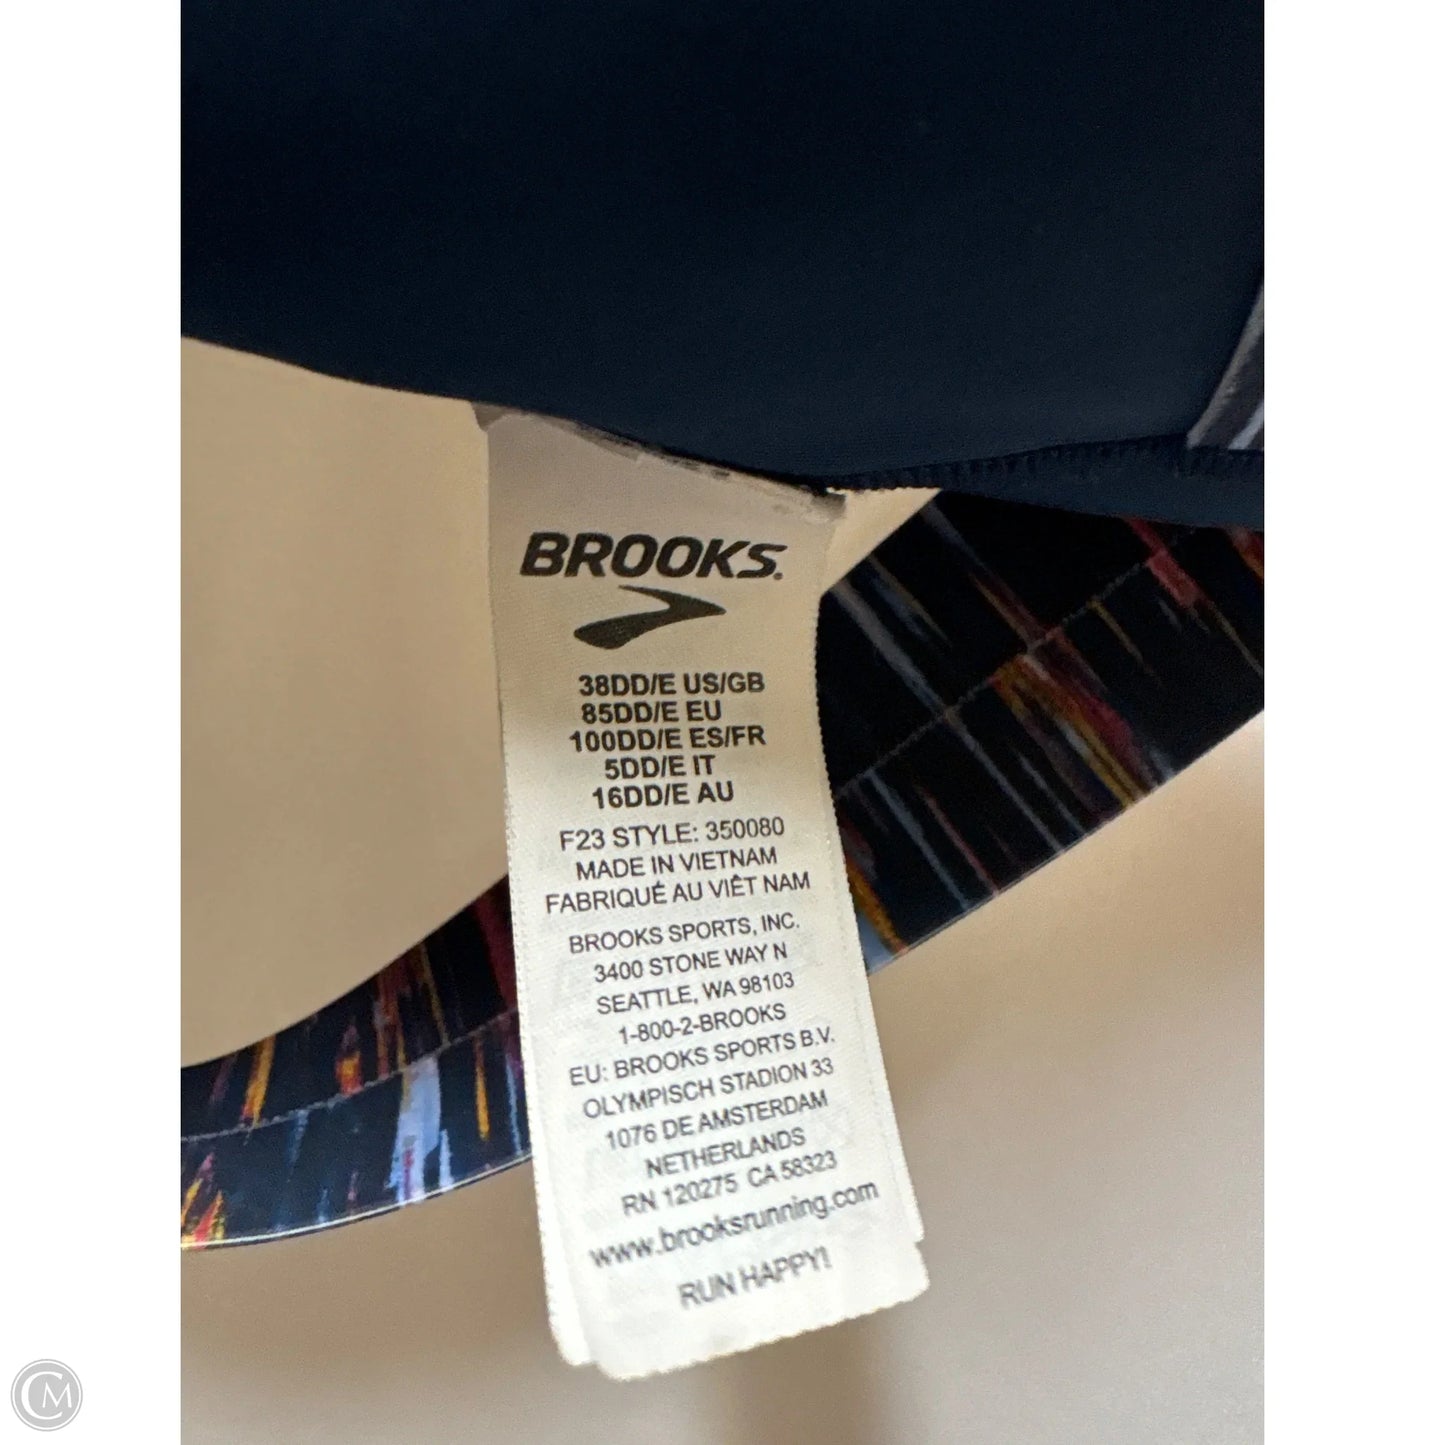 BROOKS®
38DD/E US/GB
85DD/E EU
100DD/E ES/FR
5DD/E IT
16DD/E AU
F23 STYLE: 350080
MADE IN VIETNAM
FABRIQUÉ AU VIÊT NAM
BROOKS SPORTS, INC.
3400 STONE WAY N
SEATTLE, WA 98103
1-800-2-BROOKS
EU: BROOKS SPORTS B.V.
OLYMPISCH STADION 33
1076 DE AMSTERDAM
NETHERLANDS
RN 120275 CA 58323
www.brooksrunning.com
RUN HAPPY!
CM